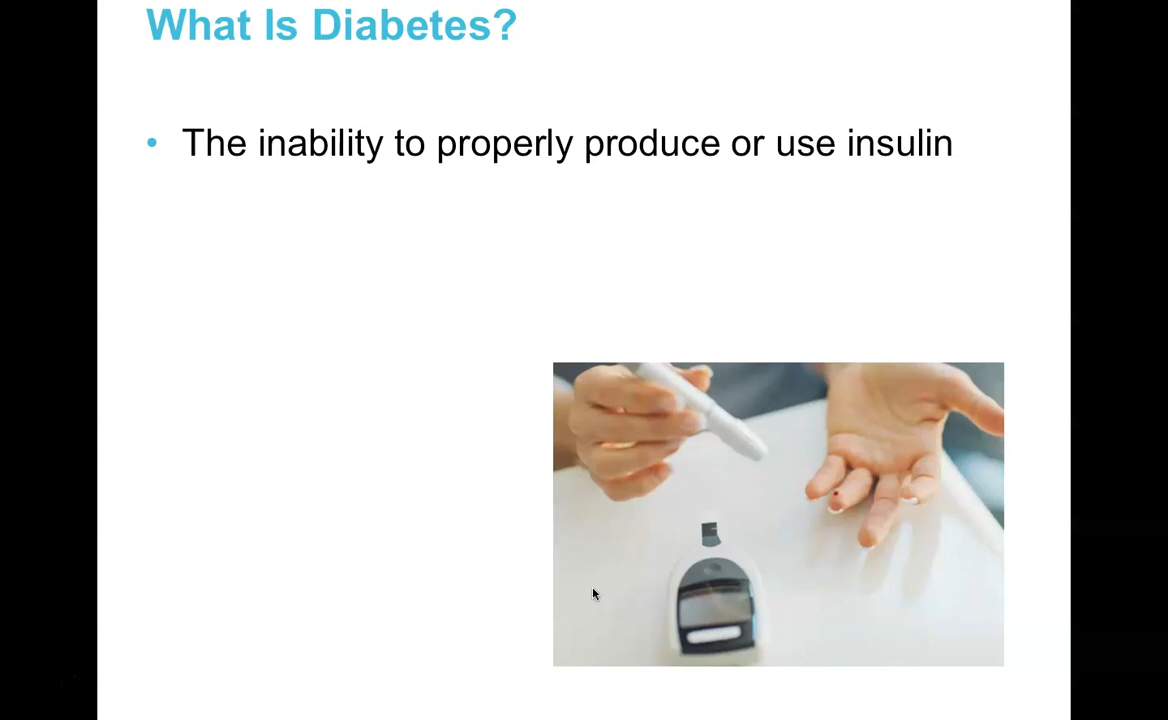 What Is Diabetes?
• The inability to properly produce or use insulin